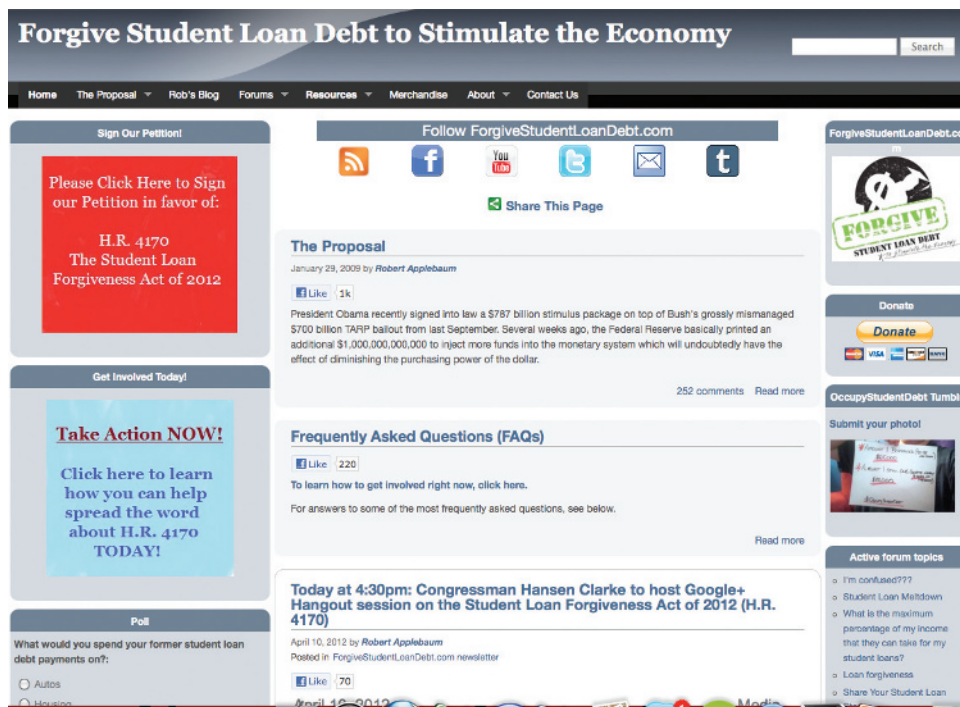 Forgive Student Loan Debt to Stimulate the Economy
Search
Home The Proposal Rob's Blog Forums Resources Merchandise About Contact Us
Sign Our Petition!
Please Click Here to Sign
our Petition in favor of:
H.R. 4170
The Student Loan
Forgiveness Act of 2012
Get Involved Today!
Take Action NOW!
Click here to learn
how you can help
spread the word
about H.R. 4170
TODAY!
Poll
What would you spend your former student loan
debt payments on?:
Autos
Housing
Follow ForgiveStudentLoanDebt.com
You
Tube
Share This Page
The Proposal
January 29, 2009 by Robert Applebaum
Like 1k
President Obama recently signed into law a $787 billion stimulus package on top of Bush's grossly mismanaged
$700 billion TARP bailout from last September. Several weeks ago, the Federal Reserve basically printed an
additional $1,000,000,000,000 to inject more funds into the monetary system which will undoubtedly have the
effect of diminishing the purchasing power of the dollar.
252 comments Read more
Frequently Asked Questions (FAQs)
Like 220
To learn how to get involved right now, click here.
For answers to some of the most frequently asked questions, see below.
Read more
Today at 4:30pm: Congressman Hansen Clarke to host Google+
Hangout session on the Student Loan Forgiveness Act of 2012 (H.R.
4170)
April 10, 2012 by Robert Applebaum
Posted in ForgiveStudentLoanDebt.com newsletter
Like 70
April 10, 2012 Media
ForgiveStudentLoanDebt.co
m
FORGIVE
STUDENT LOAN DEBT
Donate
Donate
VISA
OccupyStudentDebt Tumbl
Submit your photo!
Active forum topics
I'm confused???
Student Loan Meltdown
What is the maximum
percentage of my income
that they can take for my
student loans?
Loan forgiveness
Share Your Student Loan